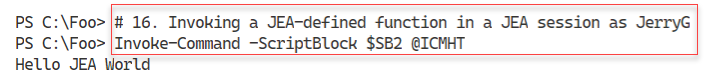 PS C:\Foo> # 16. Invoking a JEA-defined function in a JEA session as JerryG
PS C:\Foo> Invoke-Command -ScriptBlock $SB2 @ICMHT
Hello JEA World